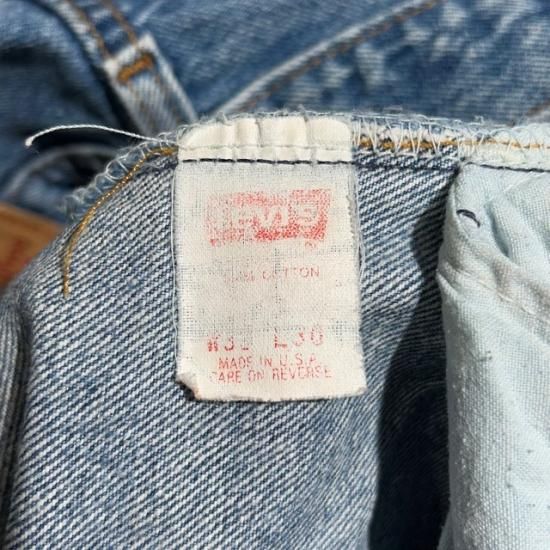 Levi's
COTTON
L30
MADE IN U.S.A.
CARE ON REVERSE